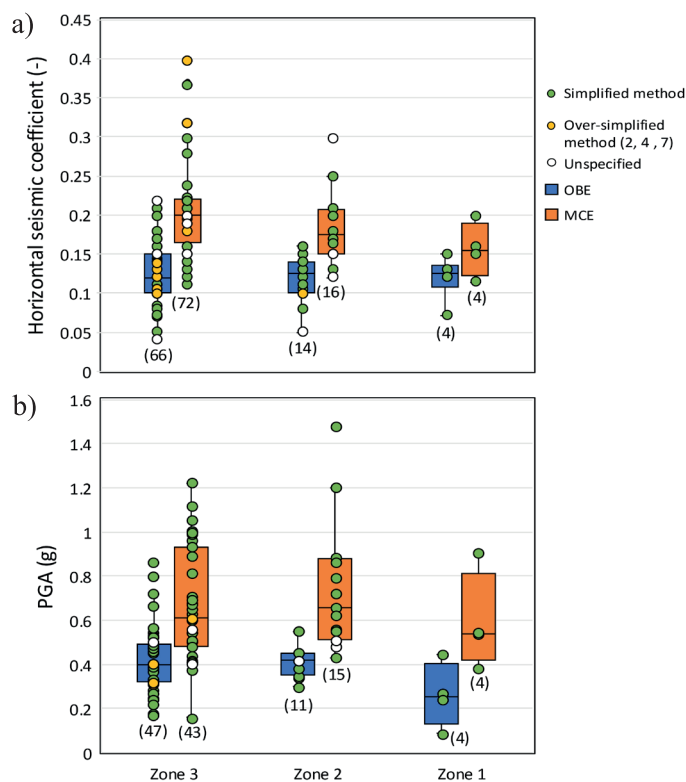 a)
Horizontal seismic coefficient (-)
0.45
0.4
0.35
0.3
0.25
0.2
0.15
0.1
0.05
0
(66)
(72)
(14)
(16)
(4)
(4)
Simplified method
Over-simplified
method (2, 4 , 7)
Unspecified
OBE
MCE
b)
PGA (g)
1.6
1.4
1.2
1
0.8
0.6
0.4
0.2
0
(47)
(43)
(11)
(15)
(4)
(4)
Zone 3
Zone 2
Zone 1